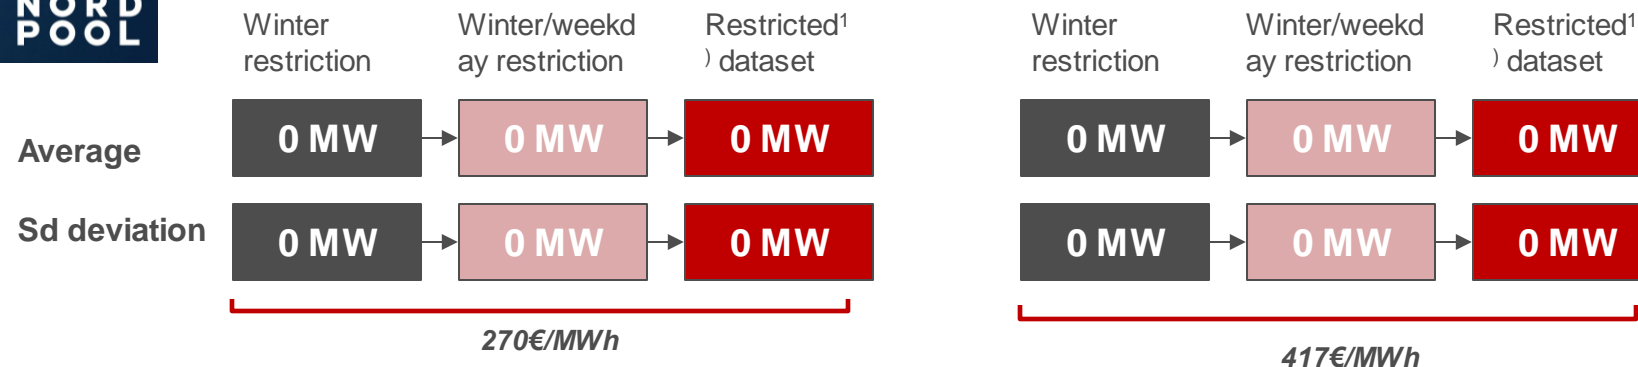 NORD
POOL
Winter
restriction
Winter/weekd
ay restriction
Restricted¹
⁾ dataset
Winter
restriction
Winter/weekd
ay restriction
Restricted¹
⁾ dataset
Average
0 MW
0 MW
0 MW
0 MW
0 MW
0 MW
Sd deviation
0 MW
0 MW
0 MW
0 MW
0 MW
0 MW
270€/MWh
417€/MWh